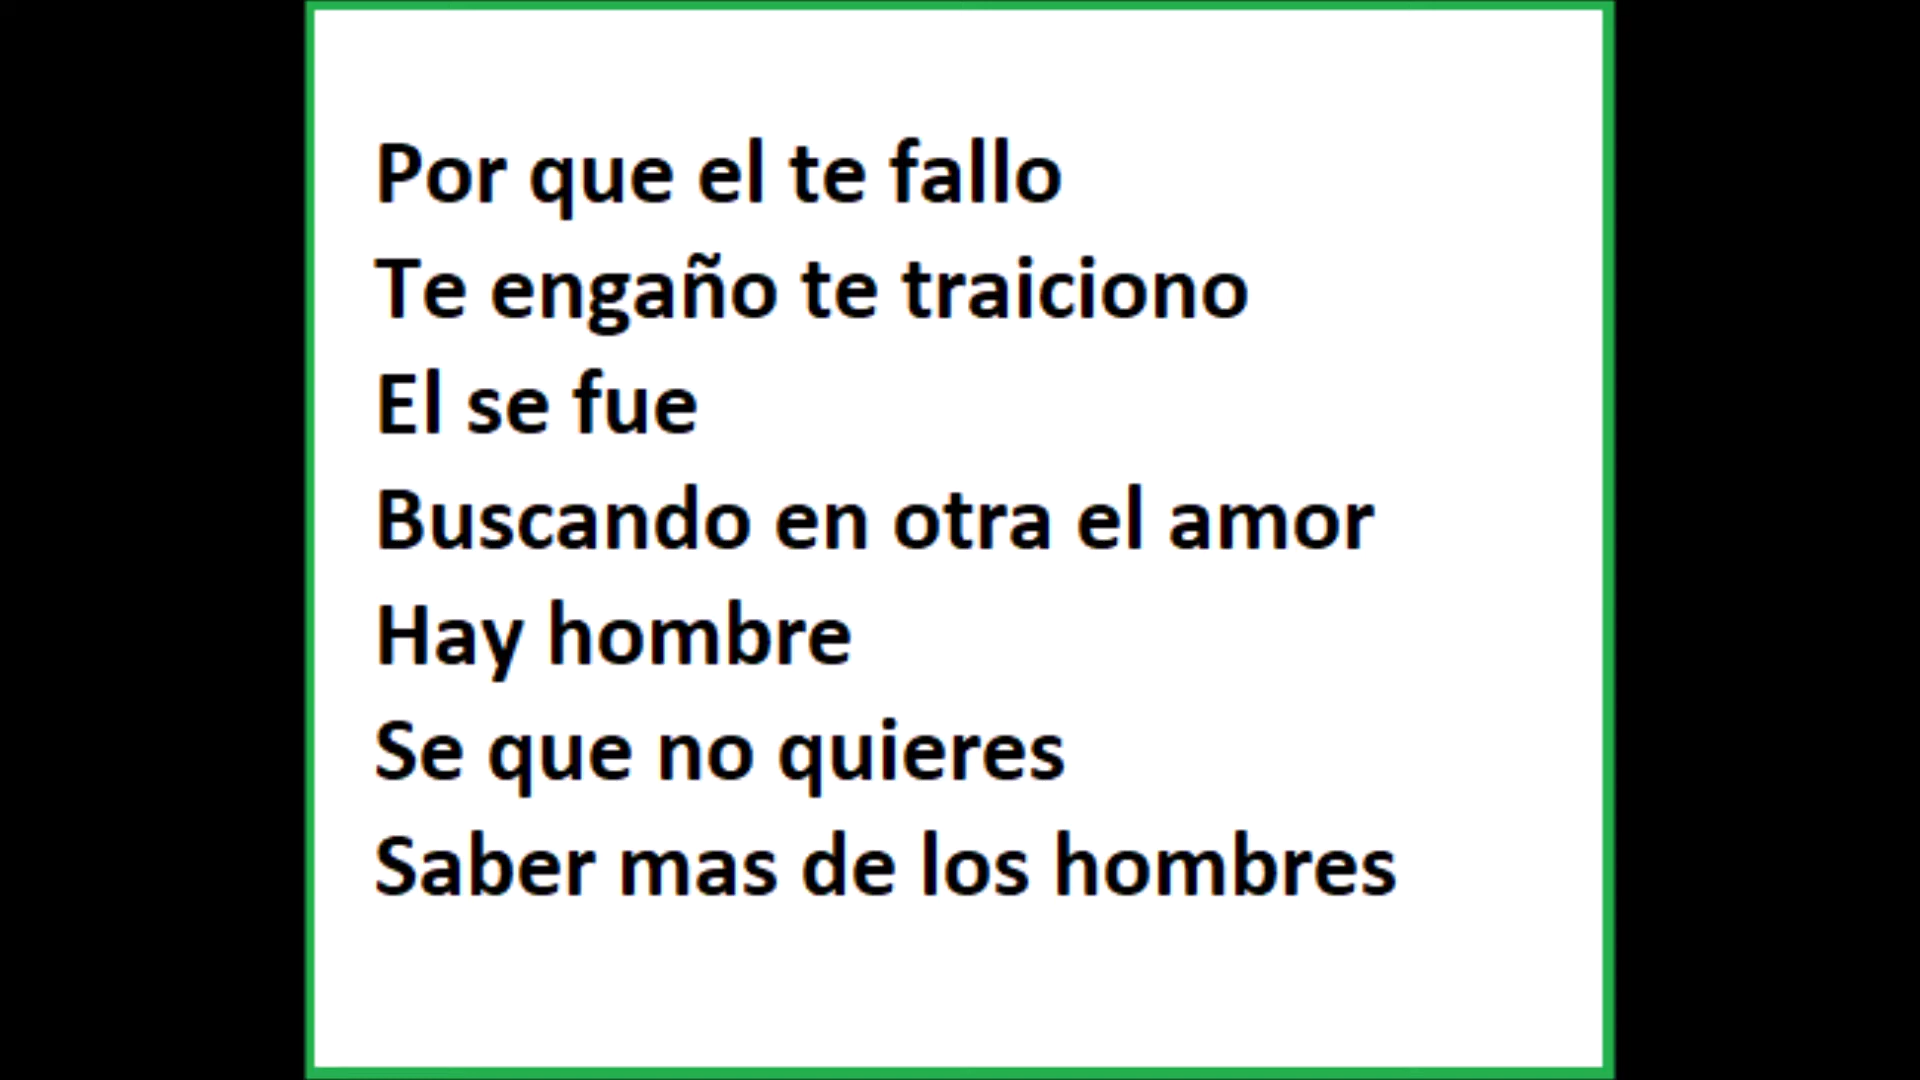 Por que el te fallo
Te engaño te traiciono
El se fue
Buscando en otra el amor
Hay hombre
Se que no quieres
Saber mas de los hombres